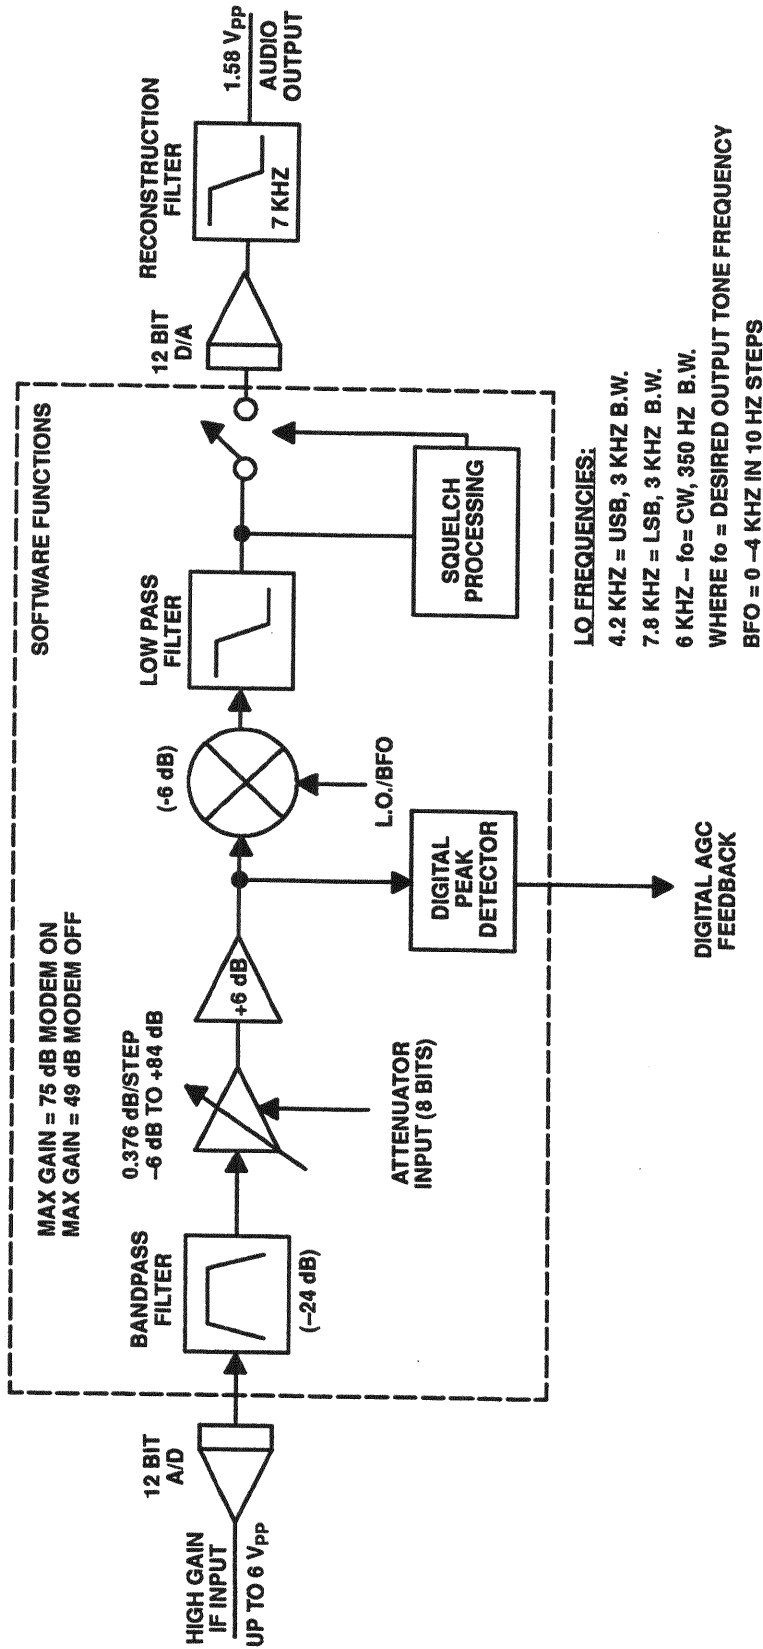 HIGH GAIN
IF INPUT
UP TO 6 VPP
12 BIT
A/D
SOFTWARE FUNCTIONS
MAX GAIN = 75 dB MODEM ON
MAX GAIN = 49 dB MODEM OFF
BANDPASS
FILTER
(–24 dB)
0.376 dB/STEP
–6 dB TO +84 dB
ATTENUATOR
INPUT (8 BITS)
+6 dB
DIGITAL
PEAK
DETECTOR
DIGITAL AGC
FEEDBACK
(-6 dB)
L.O./BFO
LOW PASS
FILTER
SQUELCH
PROCESSING
12 BIT
D/A
RECONSTRUCTION
FILTER
7 KHZ
1.58 VPP
AUDIO
OUTPUT
LO FREQUENCIES:
4.2 KHZ = USB, 3 KHZ B.W.
7.8 KHZ = LSB, 3 KHZ B.W.
6 KHZ – fo= CW, 350 HZ B.W.
WHERE fo = DESIRED OUTPUT TONE FREQUENCY
BFO = 0 –4 KHZ IN 10 HZ STEPS